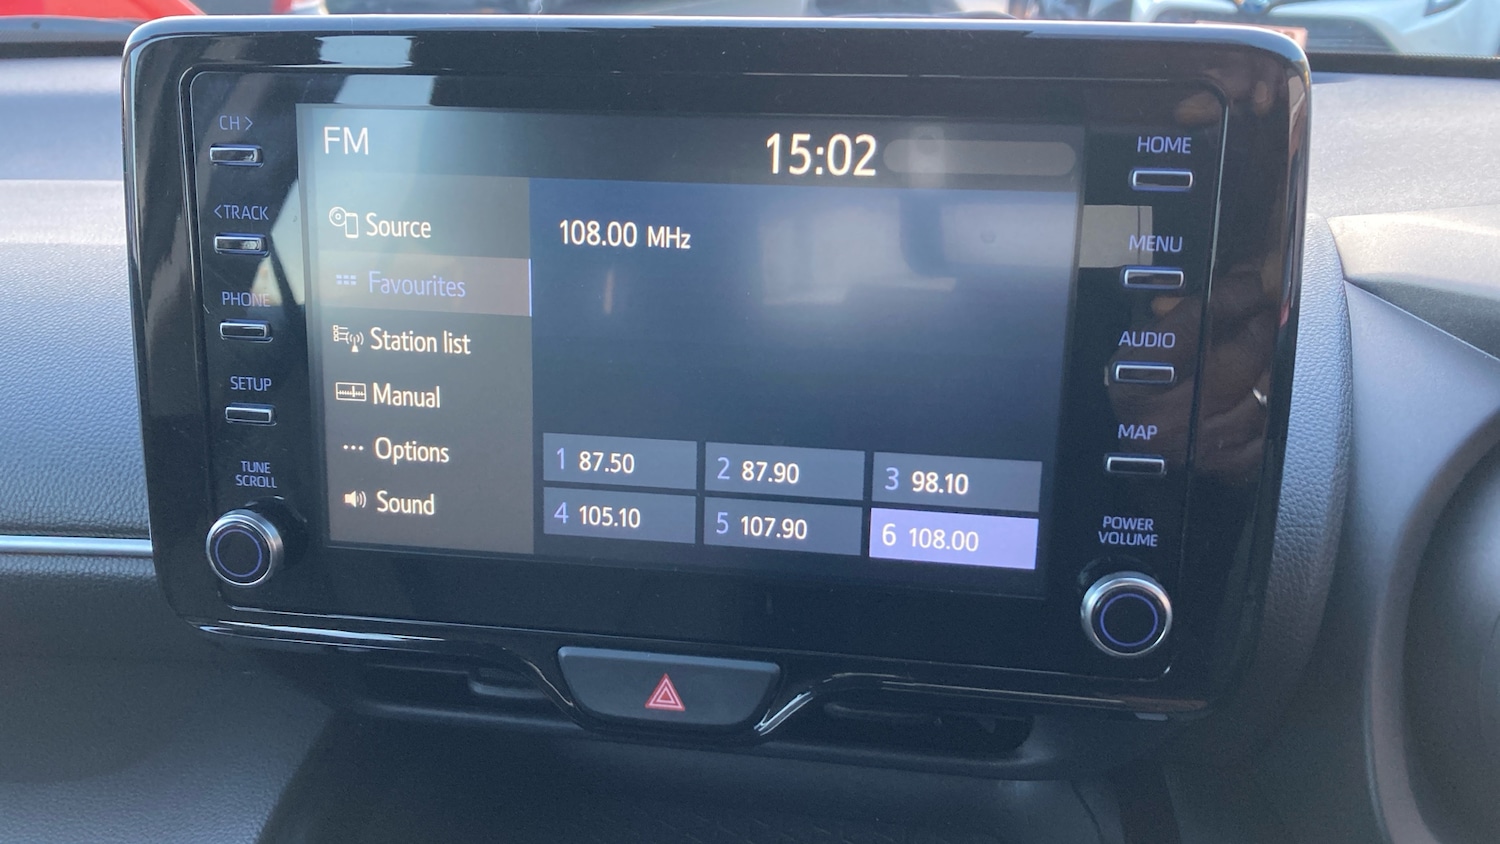 CH >
< TRACK
PHONE
SETUP
TUNE
SCROLL
FM
15:02
Source
Favourites
Station list
Manual
... Options
Sound
108.00 MHz
1 87.50
2 87.90
3 98.10
4 105.10
5 107.90
6 108.00
HOME
MENU
AUDIO
MAP
POWER
VOLUME